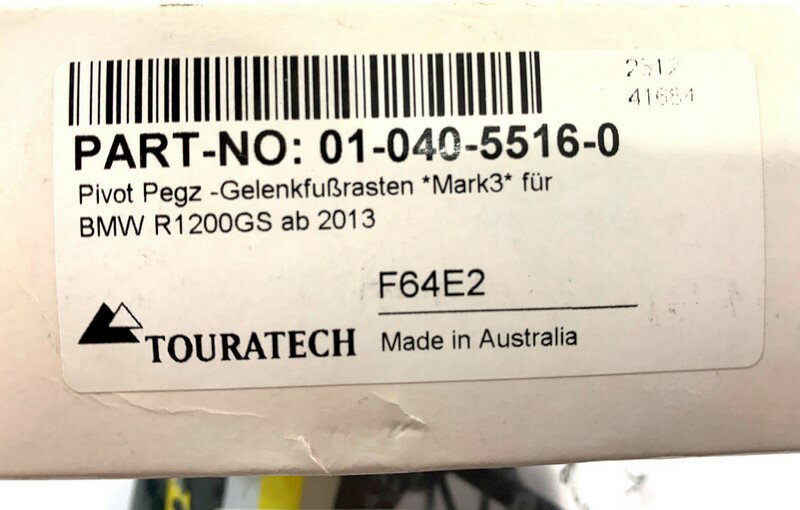 2312
41684
PART-NO: 01-040-5516-0
Pivot Pegz -Gelenkfußrasten *Mark3* für
BMW R1200GS ab 2013
F64E2
TOURATECH
Made in Australia